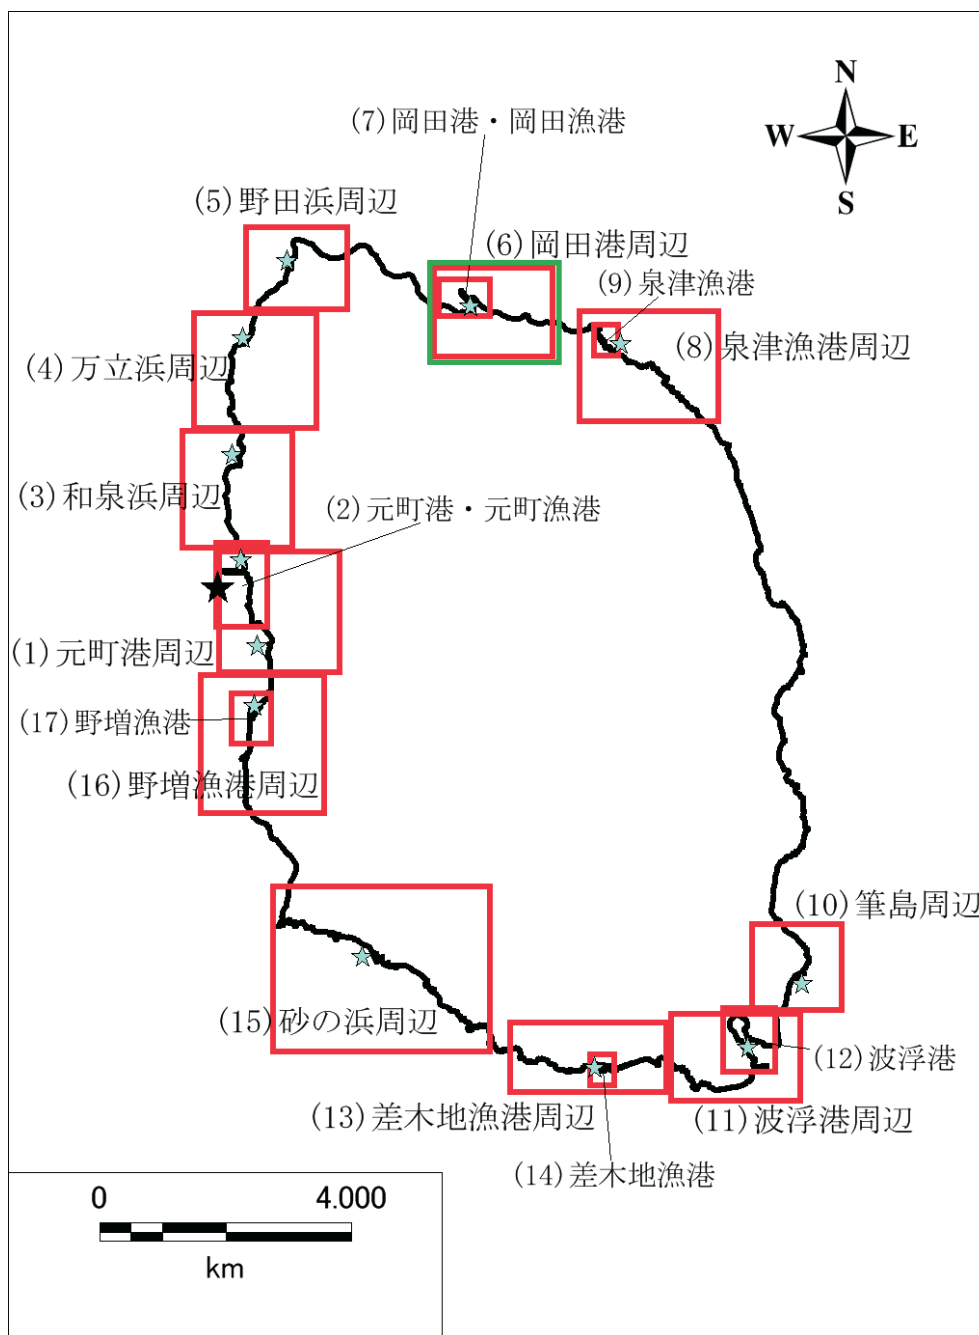 N
W E
S
(7)岡田港・岡田漁港
(5)野田浜周辺
(6)岡田港周辺
(9)泉津漁港
(8)泉津漁港周辺
(4)万立浜周辺
(3)和泉浜周辺
(2)元町港・元町漁港
(1)元町港周辺
(17)野増漁港
(16)野増漁港周辺
(10)筆島周辺
(15)砂の浜周辺
(12)波浮港
(13)差木地漁港周辺
(11)波浮港周辺
(14)差木地漁港
0 4.000
km